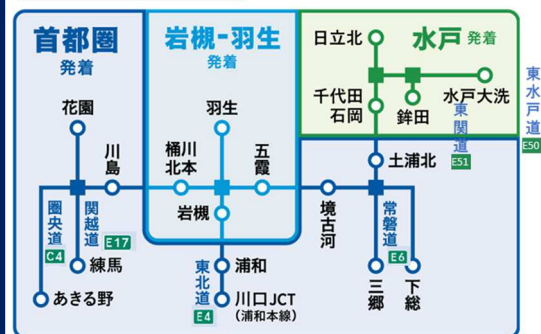 首都圏
発着
岩槻-羽生
発着
水戸 発着
日立北
千代田
石岡
鉾田
水戸大洗
東水戸道
E50
東関道
E51
花園
川島
桶川
北本
羽生
五霞
岩槻
土浦北
境古河
常磐道
E6
三郷
下総
圏央道
C4
関越道
E17
練馬
あきる野
東北道
E4
浦和
川口JCT
(浦和本線)